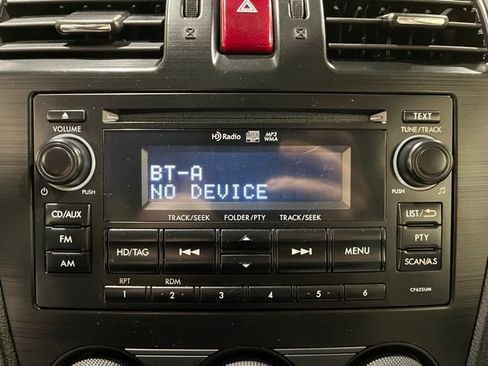 VOLUME
HD Radio
MP3
WMA
TEXT
TUNE/TRACK
BT-A
NO DEVICE
PUSH
PUSH
CD/AUX
TRACK/SEEK
FOLDER/PTY
TRACK/SEEK
LIST/
FM
HD/TAG
MENU
PTY
AM
SCAN/AS
RPT
RDM
1
2
3
4
5
6
CF625UM